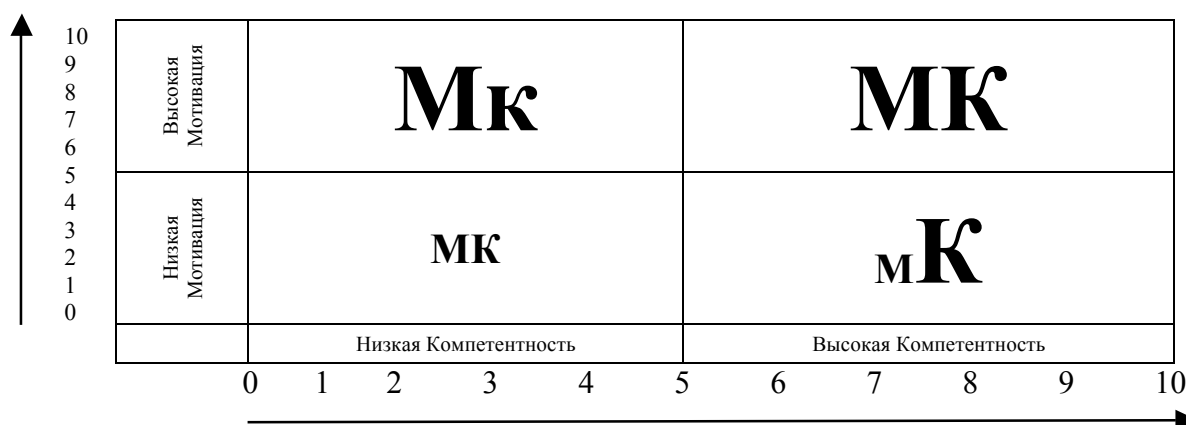 10
9
8
7
6
5
4
3
2
1
0
Высокая
Мотивация
Мк
МК
Низкая
Мотивация
мк
мК
Низкая Компетентность
Высокая Компетентность
0 1 2 3 4 5 6 7 8 9 10